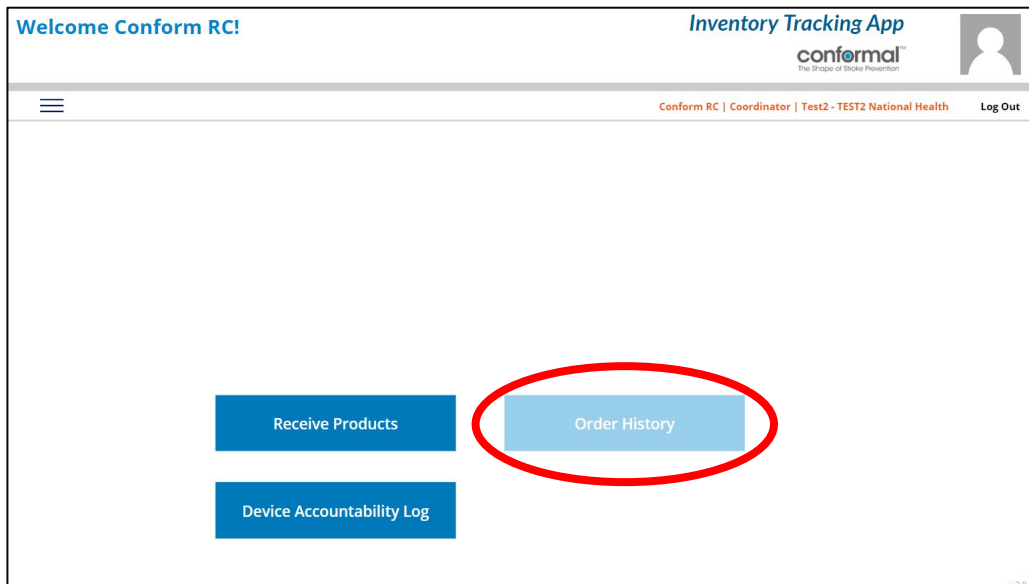 Welcome Conform RC!
Inventory Tracking App
conformal™
The Shape of Stroke Prevention
Conform RC | Coordinator | Test2 - TEST2 National Health
Log Out
Receive Products
Order History
Device Accountability Log